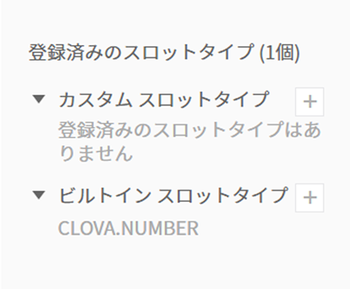 登録済みのスロットタイプ (1個)
カスタム スロットタイプ
登録済みのスロットタイプはあ
りません
ビルトイン スロットタイプ
CLOVA.NUMBER